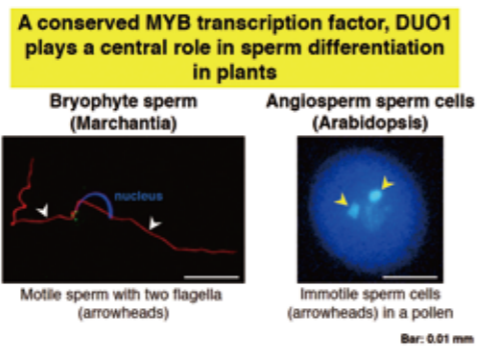 A conserved MYB transcription factor, DUO1
plays a central role in sperm differentiation
in plants
Bryophyte sperm
(Marchantia)
Angiosperm sperm cells
(Arabidopsis)
nucleus
Motile sperm with two flagella
(arrowheads)
Immotile sperm cells
(arrowheads) in a pollen
Bar: 0.01 mm